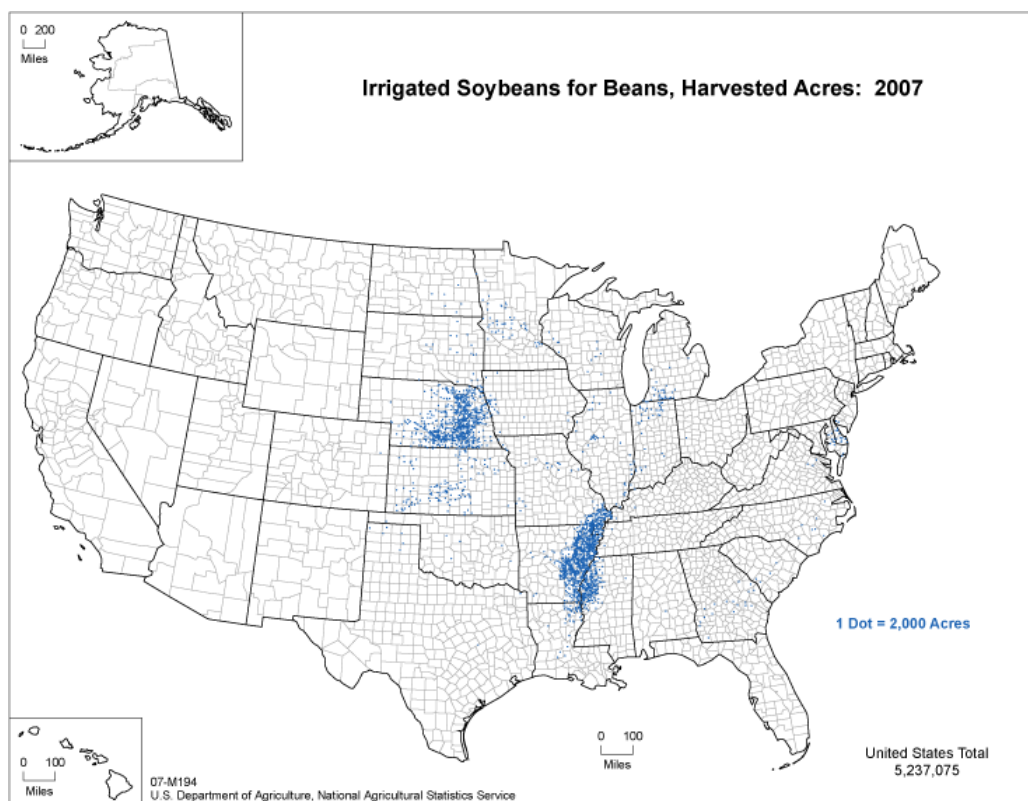 0 200
Miles
Irrigated Soybeans for Beans, Harvested Acres: 2007
1 Dot = 2,000 Acres
0 100
Miles
0 100
Miles
United States Total
5,237,075
07-M194
U.S. Department of Agriculture, National Agricultural Statistics Service